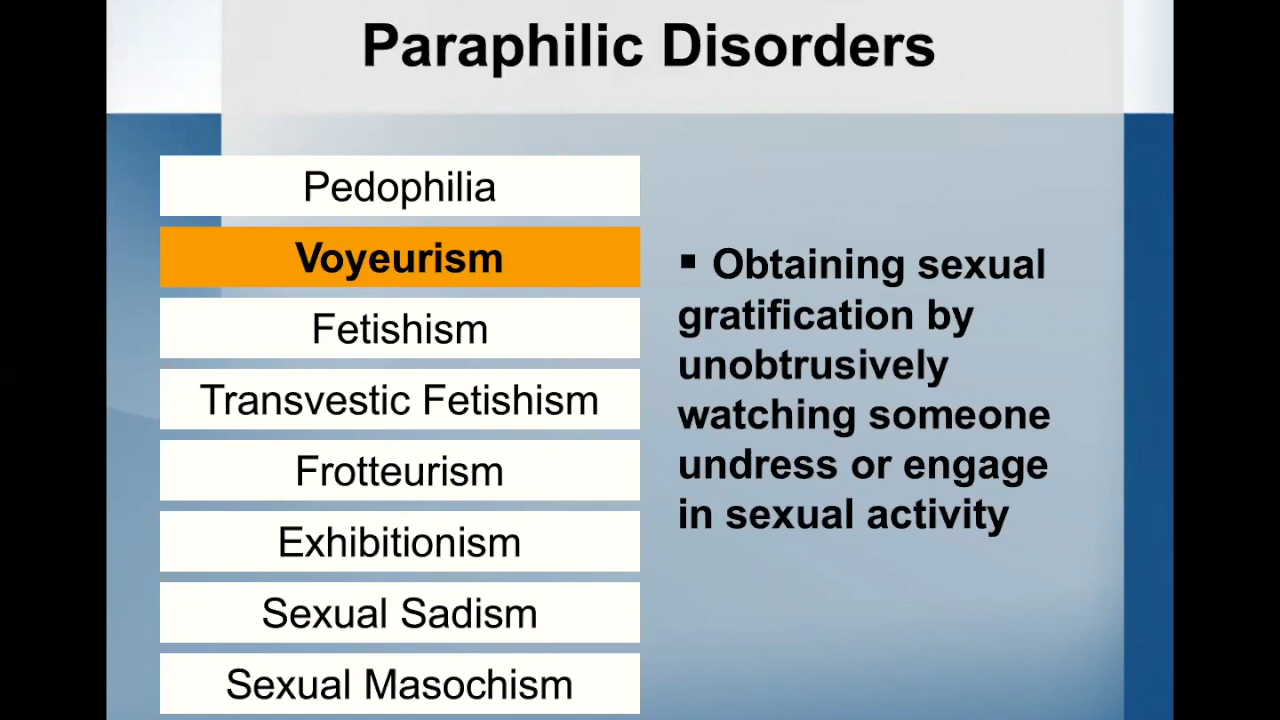 Paraphilic Disorders
Pedophilia
Voyeurism
Fetishism
Transvestic Fetishism
Frotteurism
Exhibitionism
Sexual Sadism
Sexual Masochism
▪ Obtaining sexual
gratification by
unobtrusively
watching someone
undress or engage
in sexual activity